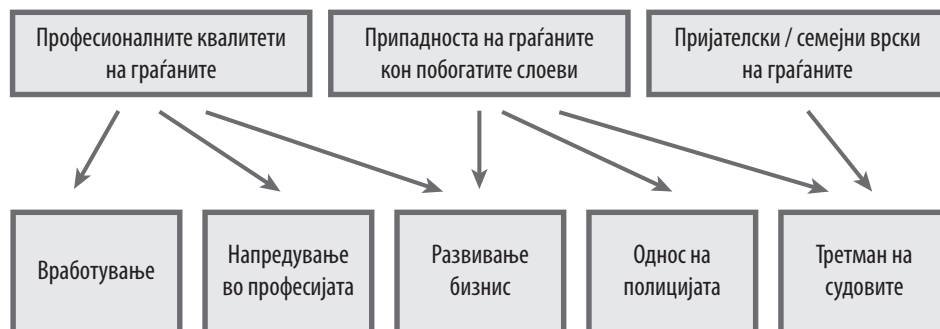 Професионалните квалитети
на граѓаните
Припадноста на граѓаните
кон побогатите слоеви
Пријателски / семејни врски
на граѓаните
Вработување
Напредување
во професијата
Развивање
бизнис
Однос на
полицијата
Третман на
судовите